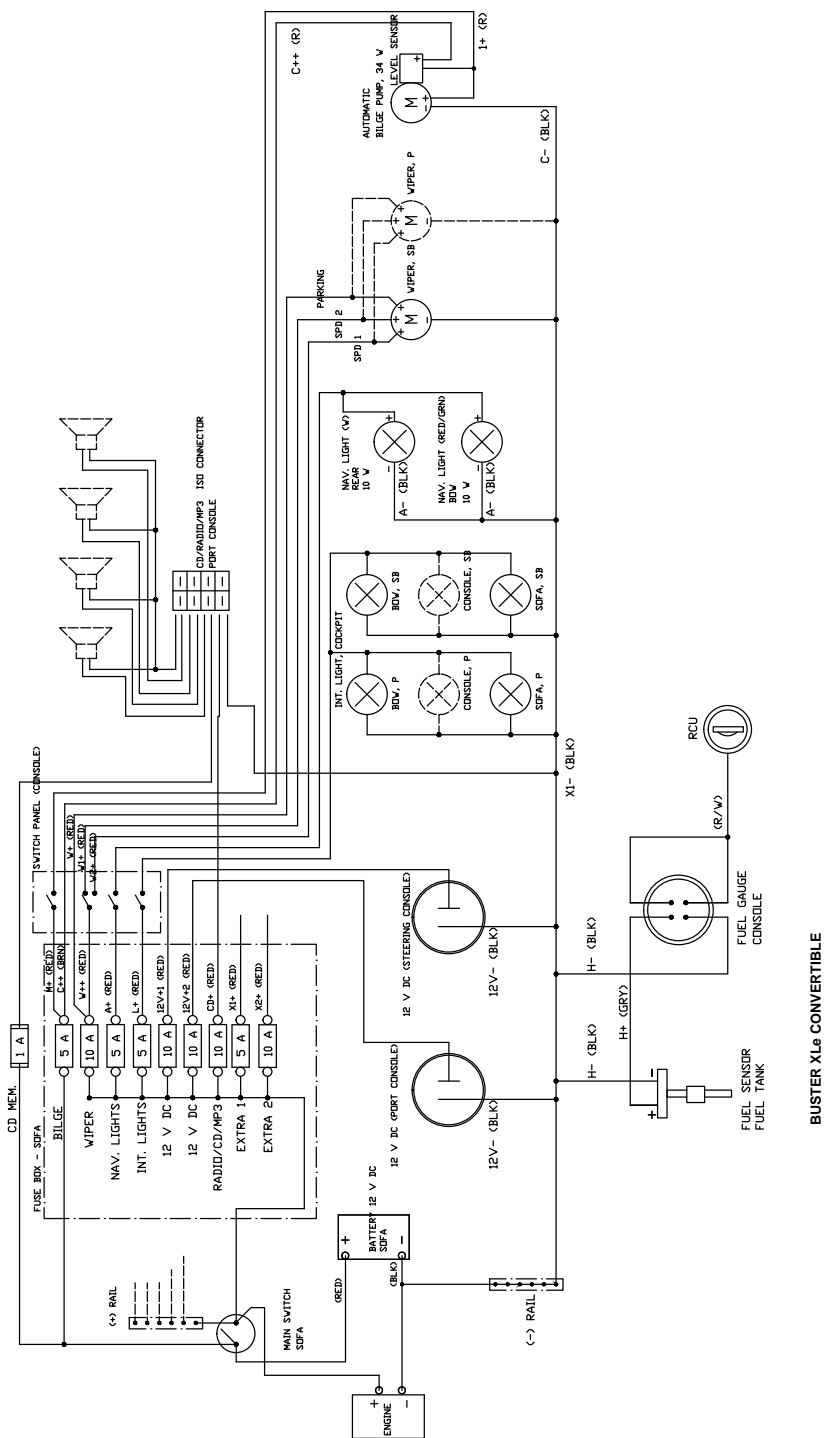 C++ (R)
1+ (R)
LEVEL SENSOR
+
AUTOMATIC
BILGE PUMP, 34 W
M
-
+
C- (BLK)
WIPER, P
+
+
+
M
-
WIPER, SB
+
+
+
M
-
PARKING
SPD 2
SPD 1
CD/RADIO/MP3 ISO CONNECTOR
PORT CONSOLE
NAV. LIGHT (W)
REAR
10 W
+
-
A- (BLK)
NAV. LIGHT (RED/GRN)
BOW
10 W
+
-
A- (BLK)
BOW, SB
CONSOLE, SB
SOFA, SB
INT. LIGHT, COCKPIT
BOW, P
CONSOLE, P
SOFA, P
X1- (BLK)
RCU
(R/W)
FUEL GAUGE
CONSOLE
SWITCH PANEL (CONSOLE)
W+ (RED)
W1+ (RED)
W2+ (RED)
12 V DC (STEERING CONSOLE)
12V- (BLK)
H- (BLK)
H+ (GRY)
H- (BLK)
12 V DC (PORT CONSOLE)
12V- (BLK)
FUSE BOX - SOFA
CD MEM.
1 A
BILGE
5 A
M+ (RED)
C++ (BRN)
WIPER
10 A
W++ (RED)
NAV. LIGHTS
5 A
A+ (RED)
INT. LIGHTS
5 A
L+ (RED)
12 V DC
10 A
12V+1 (RED)
12 V DC
10 A
12V+2 (RED)
RADIO/CD/MP3
10 A
CD+ (RED)
EXTRA 1
5 A
X1+ (RED)
EXTRA 2
10 A
X2+ (RED)
-
+
FUEL SENSOR
FUEL TANK
(+) RAIL
MAIN SWITCH
SOFA
BATTERY 12 V DC
SOFA
+
-
(RED)
(BLK)
(-) RAIL
ENGINE
+
-
BUSTER XLe CONVERTIBLE